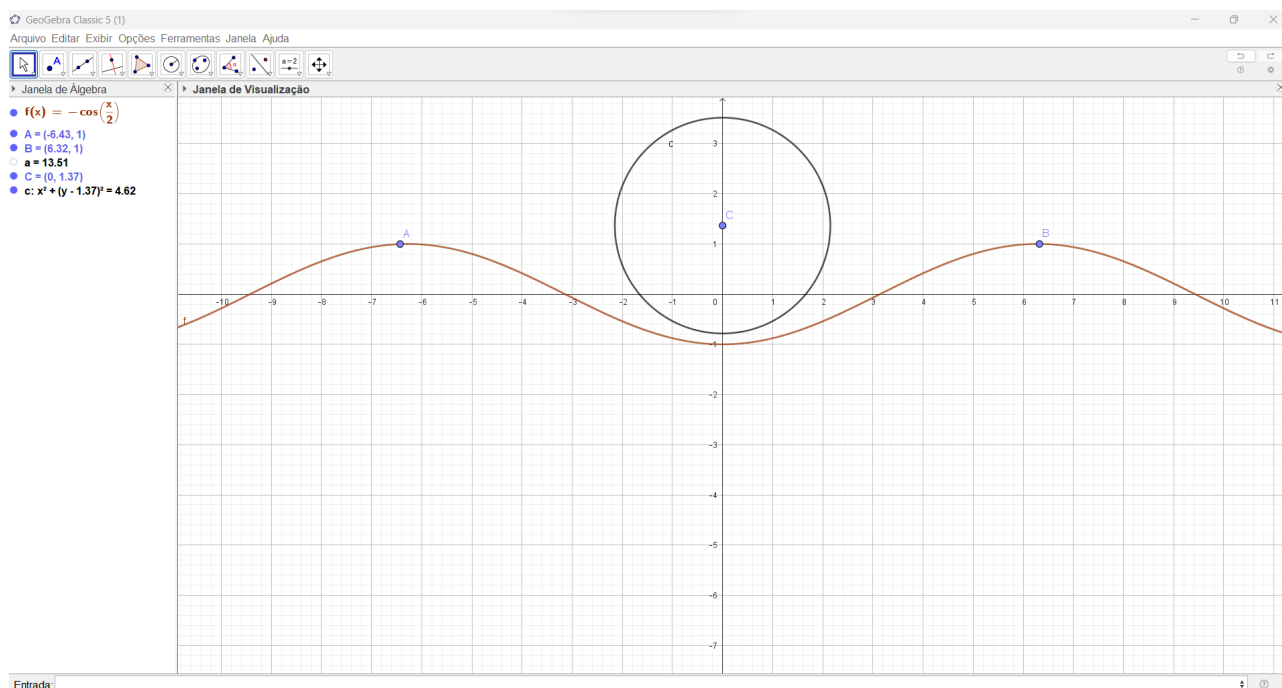 GeoGebra Classic 5 (1)
Arquivo Editar Exibir Opções Ferramentas Janela Ajuda
A
α°
a=2
Janela de Álgebra
Janela de Visualização
f(x) = −cos(x/2)
A = (-6.43, 1)
B = (6.32, 1)
a = 13.51
C = (0, 1.37)
c: x² + (y - 1.37)² = 4.62
c
3
2
C
A
1
B
-10 -9 -8 -7 -6 -5 -4 -3 -2 -1 0 1 2 3 4 5 6 7 8 9 10 11
f
-1
-2
-3
-4
-5
-6
-7
Entrada: